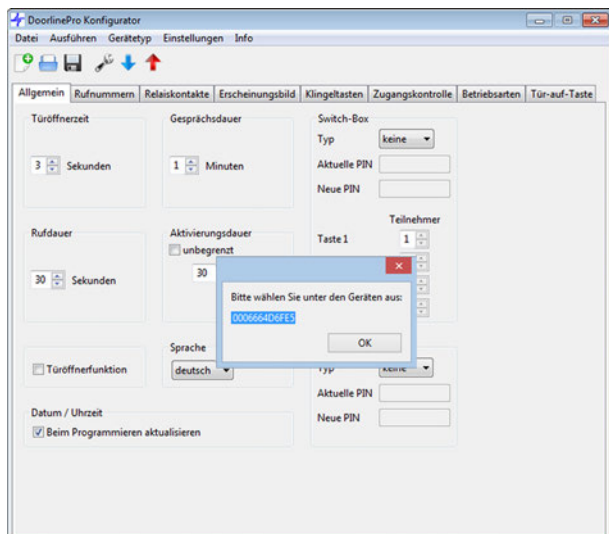 DoorlinePro Konfigurator
Datei Ausführen Gerätetyp Einstellungen Info
Allgemein Rufnummern Relaiskontakte Erscheinungsbild Klingeltasten Zugangskontrolle Betriebsarten Tür-auf-Taste
Türöffnerzeit
3 Sekunden
Gesprächsdauer
1 Minuten
Switch-Box
Typ keine
Aktuelle PIN
Neue PIN
Teilnehmer
Taste 1 1
Rufdauer
30 Sekunden
Aktivierungsdauer
unbegrenzt
30
Bitte wählen Sie unter den Geräten aus:
0006664D6FE5
OK
Türöffnerfunktion
Sprache
deutsch
Typ keine
Aktuelle PIN
Neue PIN
Datum / Uhrzeit
Beim Programmieren aktualisieren